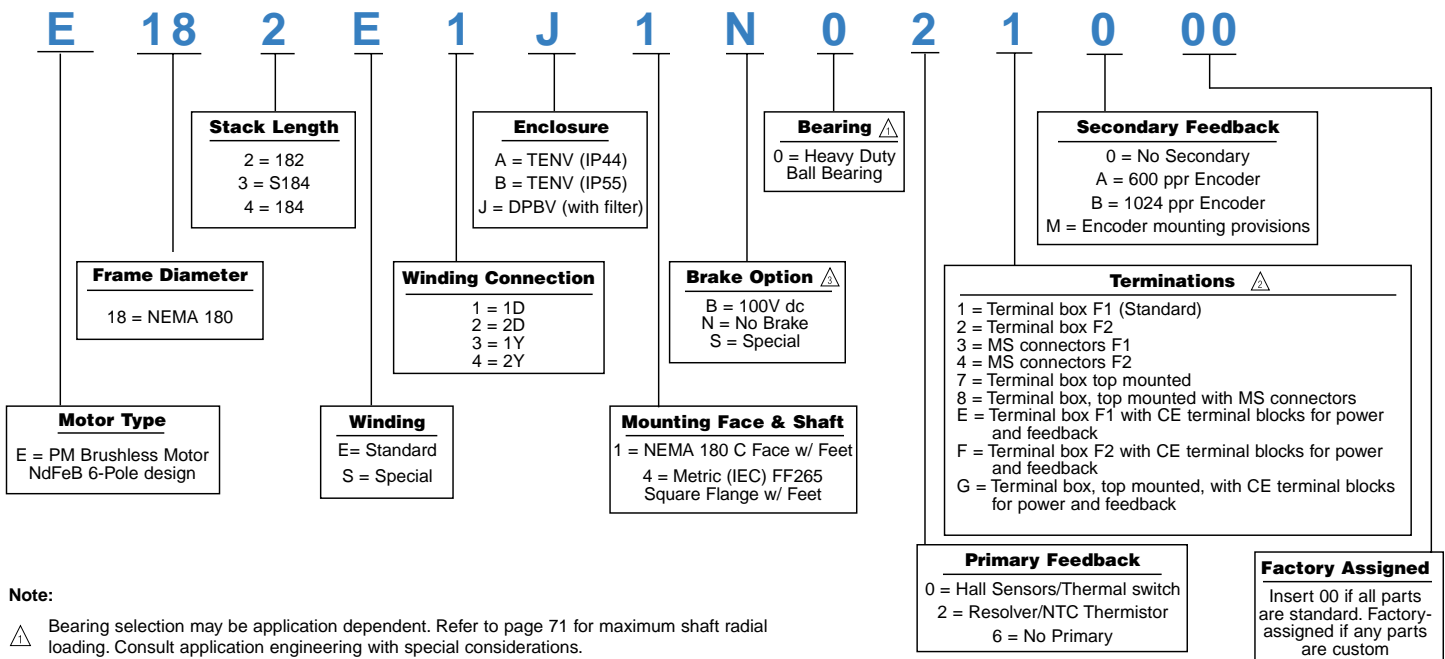 E 18 2 E 1 J 1 N 0 2 1 0 00
Stack Length
2 = 182
3 = S184
4 = 184
Enclosure
A = TENV (IP44)
B = TENV (IP55)
J = DPBV (with filter)
Bearing 1
0 = Heavy Duty
Ball Bearing
Secondary Feedback
0 = No Secondary
A = 600 ppr Encoder
B = 1024 ppr Encoder
M = Encoder mounting provisions
Frame Diameter
18 = NEMA 180
Winding Connection
1 = 1D
2 = 2D
3 = 1Y
4 = 2Y
Brake Option 3
B = 100V dc
N = No Brake
S = Special
Terminations 2
1 = Terminal box F1 (Standard)
2 = Terminal box F2
3 = MS connectors F1
4 = MS connectors F2
7 = Terminal box top mounted
8 = Terminal box, top mounted with MS connectors
E = Terminal box F1 with CE terminal blocks for power
and feedback
F = Terminal box F2 with CE terminal blocks for power
and feedback
G = Terminal box, top mounted, with CE terminal blocks
for power and feedback
Motor Type
E = PM Brushless Motor
NdFeB 6-Pole design
Winding
E= Standard
S = Special
Mounting Face & Shaft
1 = NEMA 180 C Face w/ Feet
4 = Metric (IEC) FF265
Square Flange w/ Feet
Primary Feedback
0 = Hall Sensors/Thermal switch
2 = Resolver/NTC Thermistor
6 = No Primary
Factory Assigned
Insert 00 if all parts
are standard. Factory-
assigned if any parts
are custom
Note:
1 Bearing selection may be application dependent. Refer to page 71 for maximum shaft radial
loading. Consult application engineering with special considerations.